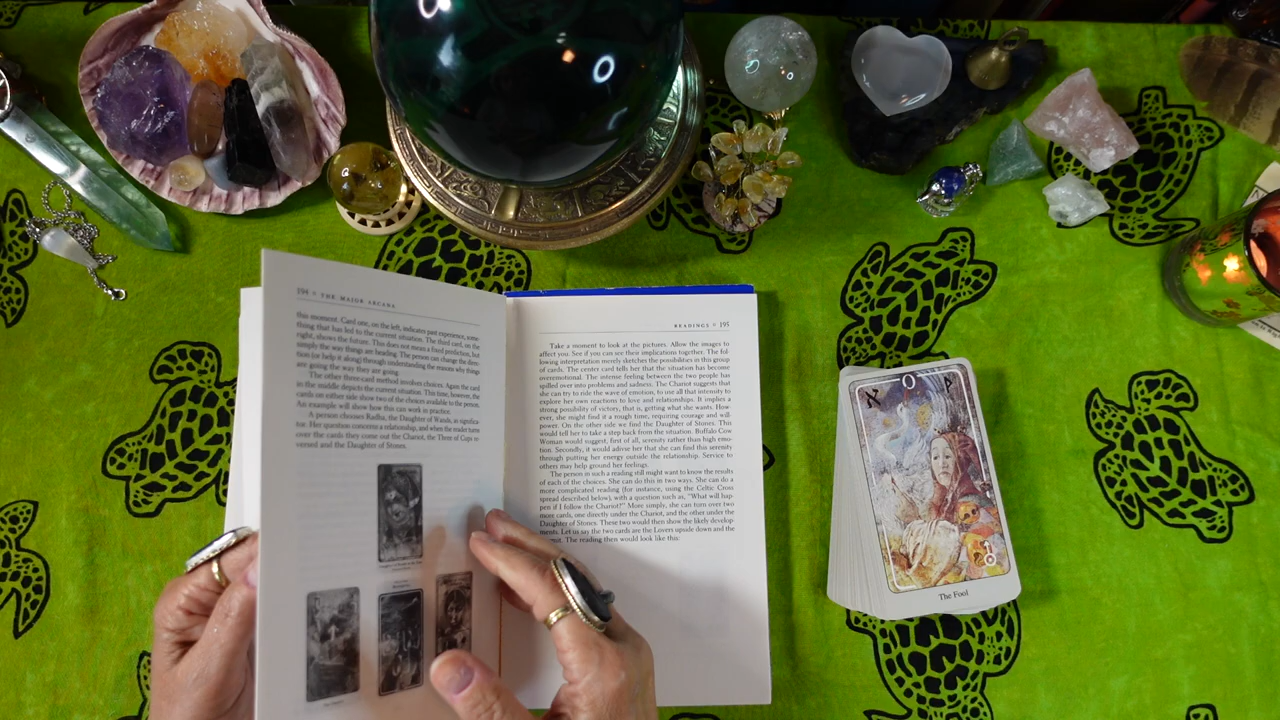 194 * THE MAJOR ARCANA
this moment. Card one, on the left, indicates past experience, some-
thing that has led to the current situation. The third card, on the
right, shows the future. This does not mean a fixed prediction, but
simply the way things are heading. The person can change the direc-
tion (or help it along) through understanding the reasons why things
are going the way they are going.
The other three-card method involves choices. Again the card
in the middle depicts the current situation. This time, however, the
cards on either side show two of the choices available to the person.
An example will show how this can work in practice.
A person chooses Radha, the Daughter of Wands, as significa-
tor. Her question concerns a relationship, and when the reader turns
over the cards they come out the Chariot, the Three of Cups re-
versed and the Daughter of Stones.
READINGS * 195
Take a moment to look at the pictures. Allow the images to
affect you. See if you can see their implications together. The fol-
lowing interpretation merely sketches the possibilities in this group
of cards. The center card tells her that the situation has become
overemotional. The intense feeling between the two people has
spilled over into problems and sadness. The Chariot suggests that
she can try to ride the wave of emotion, to use all that intensity to
explore her own reactions to love and relationships. It implies a
strong possibility of victory, that is, getting what she wants. How-
ever, she might find it a rough time, requiring courage and will-
power. On the other side we find the Daughter of Stones. This
would tell her to take a step back from the situation. Buffalo Cow
Woman would suggest, first of all, serenity rather than high emo-
tion. Secondly, it would advise her that she can find this serenity
through putting her energy outside the relationship. Service to
others may help ground her feelings.
The person in such a reading still might want to know the results
of each of the choices. She can do this in two ways. She can do a
more complicated reading (for instance, using the Celtic Cross
spread described below), with a question such as, "What will hap-
pen if I follow the Chariot?" More simply, she can turn over two
more cards, one directly under the Chariot, and the other under the
Daughter of Stones. These two would then show the likely develop-
ments. Let us say the two cards are the Lovers upside down and the
The reading then would look like this:
0
א
The Fool